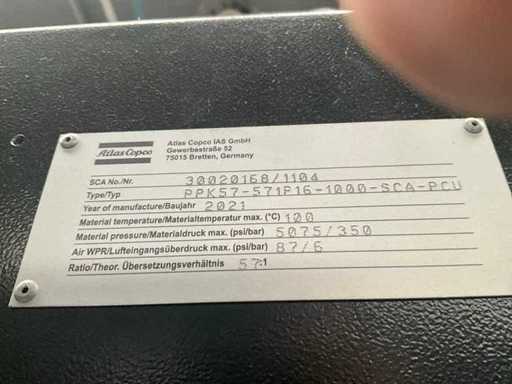 Atlas Copco
Atlas Copco IAS GmbH
Gewerbestraße 52
75015 Bretten, Germany
SCA No./Nr. 30020168/1104
Type/Typ PPK57-571P16-1000-SCA-PCU
Year of manufacture/Baujahr 2021
Material temperature/Materialtemperatur max. (°C) 100
Material pressure/Materialdruck max. (psi/bar) 5075/350
Air WPR/Lufteingangsüberdruck max. (psi/bar) 87/6
Ratio/Theor. Übersetzungsverhältnis 57:1